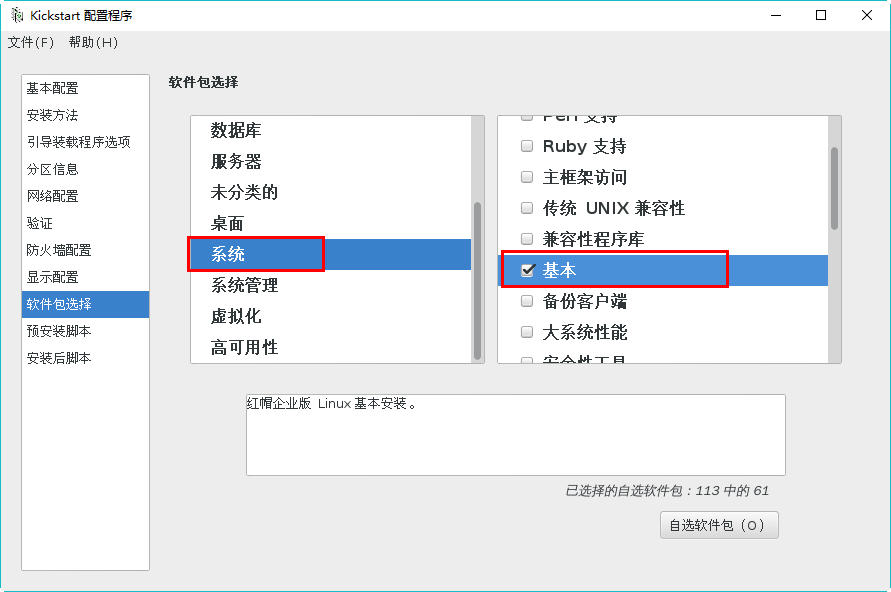 Kickstart 配置程序
文件(F) 帮助(H)
基本配置
安装方法
引导装载程序选项
分区信息
网络配置
验证
防火墙配置
显示配置
软件包选择
预安装脚本
安装后脚本
软件包选择
数据库
服务器
未分类的
桌面
系统
系统管理
虚拟化
高可用性
Perl 支持
Ruby 支持
主框架访问
传统 UNIX 兼容性
兼容性程序库
基本
备份客户端
大系统性能
安全性工具
红帽企业版 Linux 基本安装。
已选择的自选软件包：113 中的 61
自选软件包（O）